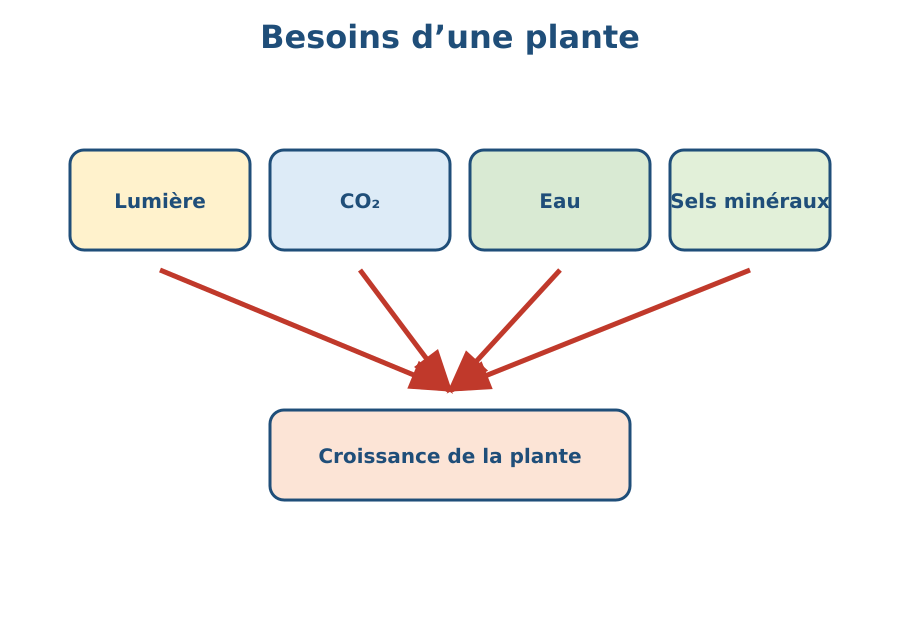 Besoins d’une plante
Lumière
CO₂
Eau
Sels minéraux
Croissance de la plante